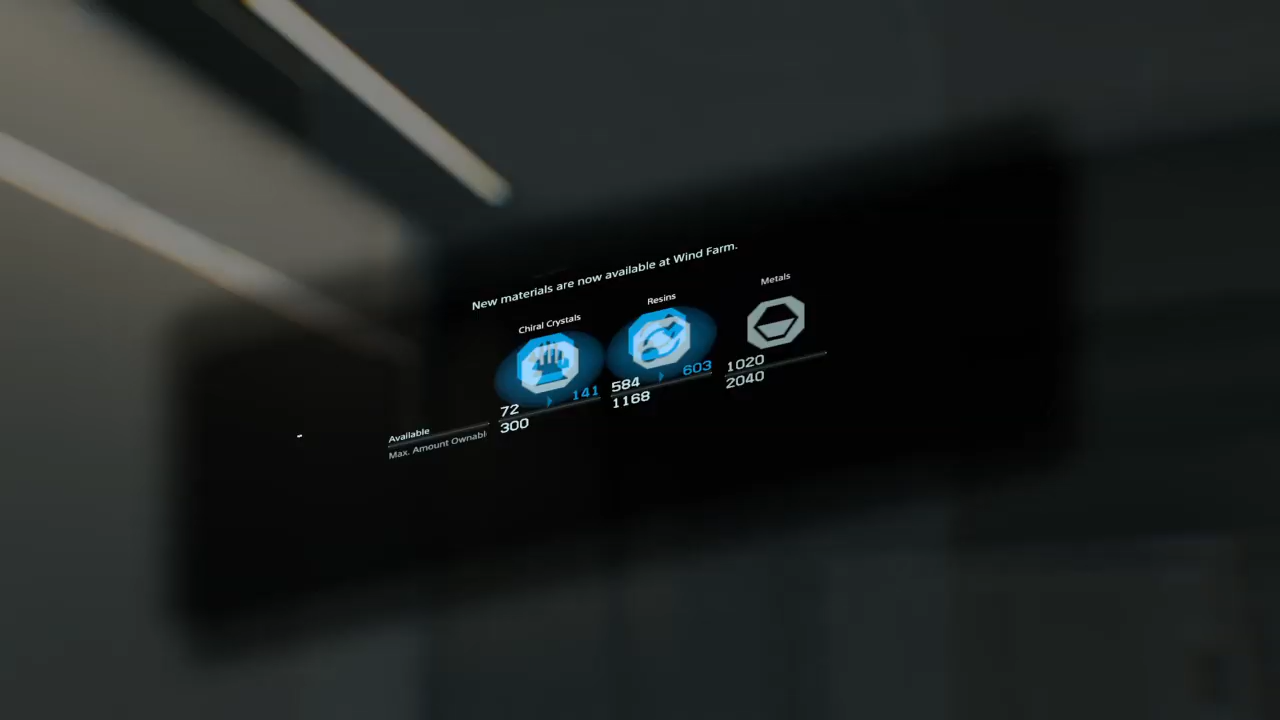 New materials are now available at Wind Farm.
Chiral Crystals Resins Metals
Available 72 141 584 603 1020
Max. Amount Ownabl 300 1168 2040